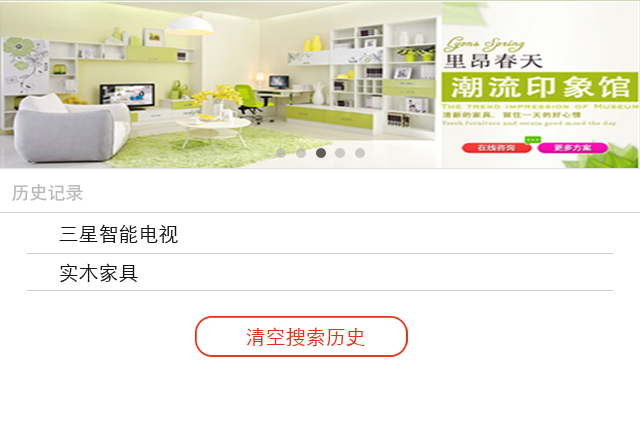 Lyons Spring
里昂春天
潮流印象馆
THE TREND IMPRESSION OF MUSEUM
清新的家具，留住一天的好心情
Fresh furniture and retain good mood the day
在线咨询
更多方案
历史记录
三星智能电视
实木家具
清空搜索历史